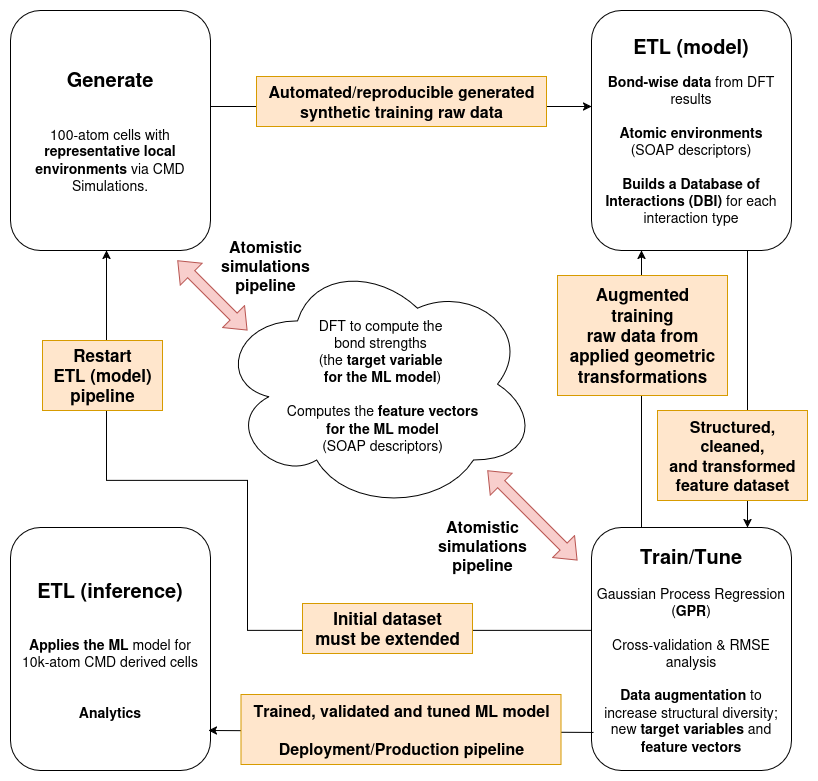 Generate
100-atom cells with
representative local
environments via CMD
Simulations.
Automated/reproducible generated
synthetic training raw data
ETL (model)
Bond-wise data from DFT
results
Atomic environments
(SOAP descriptors)
Builds a Database of
Interactions (DBI) for each
interaction type
Atomistic
simulations
pipeline
DFT to compute the
bond strengths
(the target variable
for the ML model)
Computes the feature vectors
for the ML model
(SOAP descriptors)
Augmented
training
raw data from
applied geometric
transformations
Restart
ETL (model)
pipeline
Structured,
cleaned,
and transformed
feature dataset
Atomistic
simulations
pipeline
Train/Tune
Gaussian Process Regression
(GPR)
Cross-validation & RMSE
analysis
Data augmentation to
increase structural diversity;
new target variables and
feature vectors
Initial dataset
must be extended
ETL (inference)
Applies the ML model for
10k-atom CMD derived cells
Analytics
Trained, validated and tuned ML model
Deployment/Production pipeline